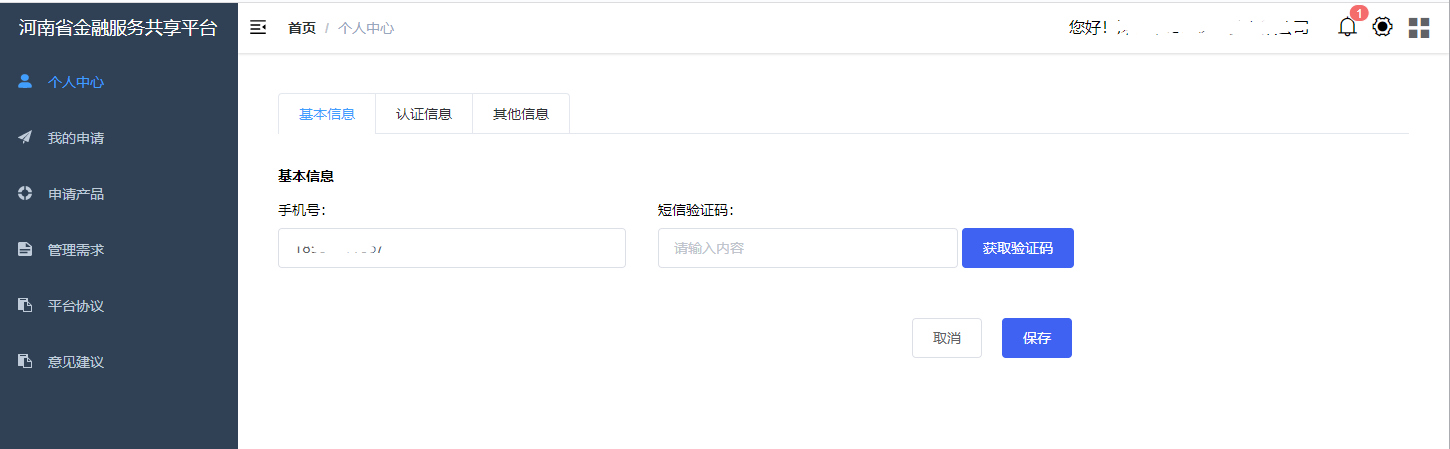 河南省金融服务共享平台
首页 / 个人中心
您好！
公司
1
个人中心
我的申请
申请产品
管理需求
平台协议
意见建议
基本信息
认证信息
其他信息
基本信息
手机号：
短信验证码：
请输入内容
获取验证码
取消
保存